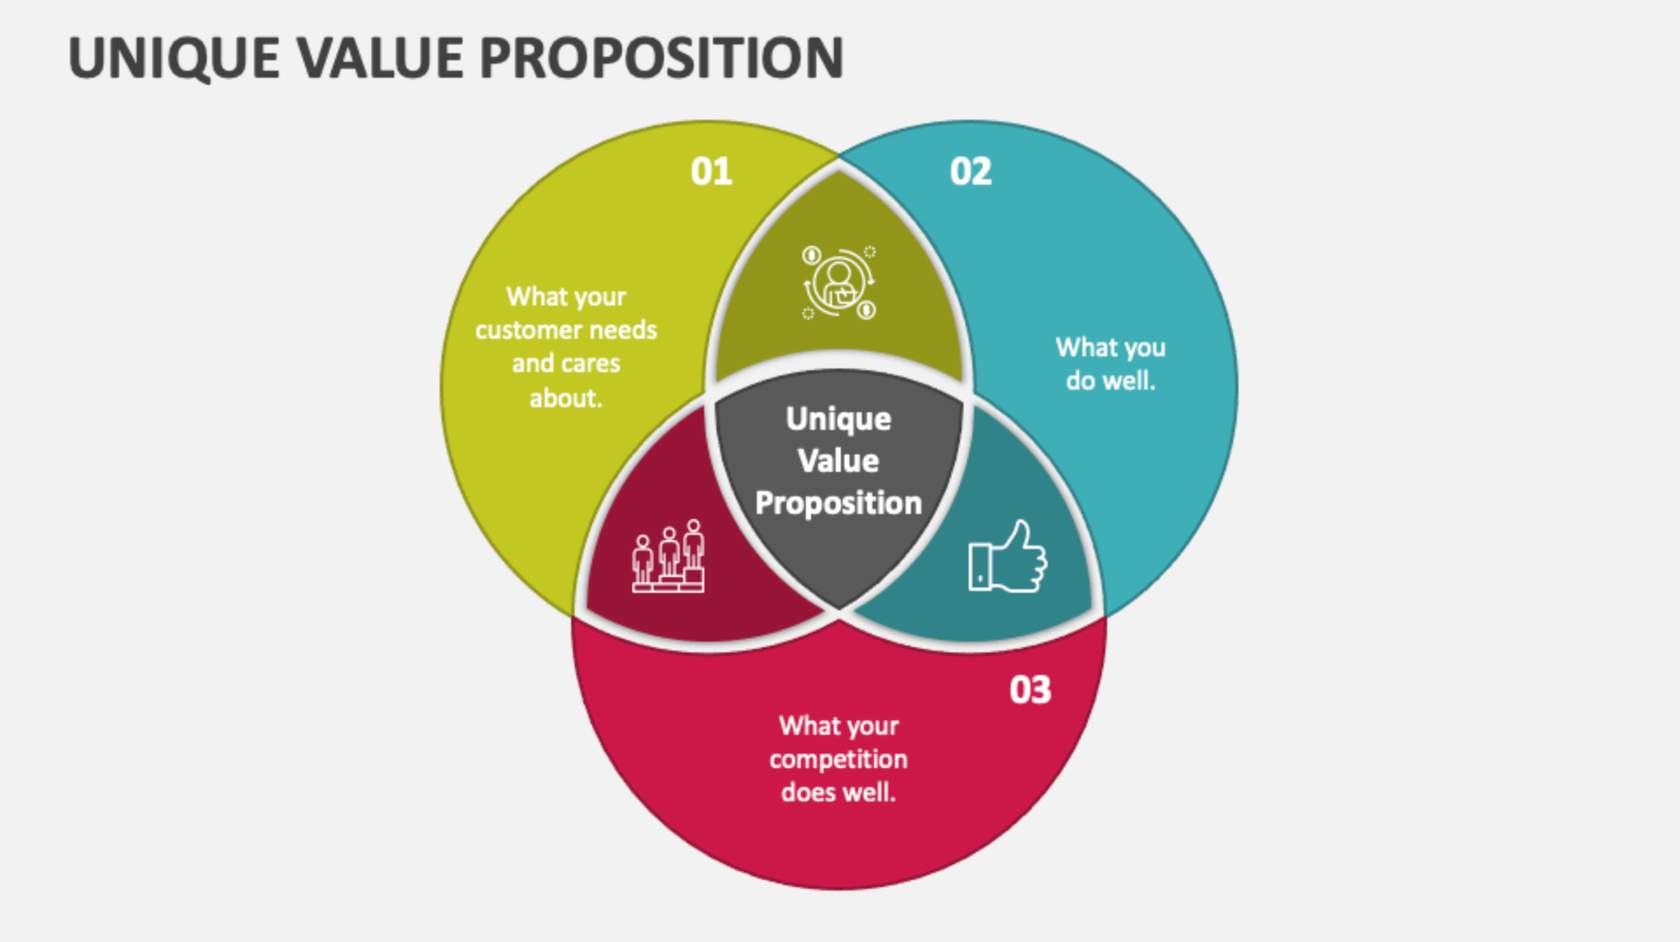 UNIQUE VALUE PROPOSITION
01
What your
customer needs
and cares
about.
02
What you
do well.
Unique
Value
Proposition
03
What your
competition
does well.